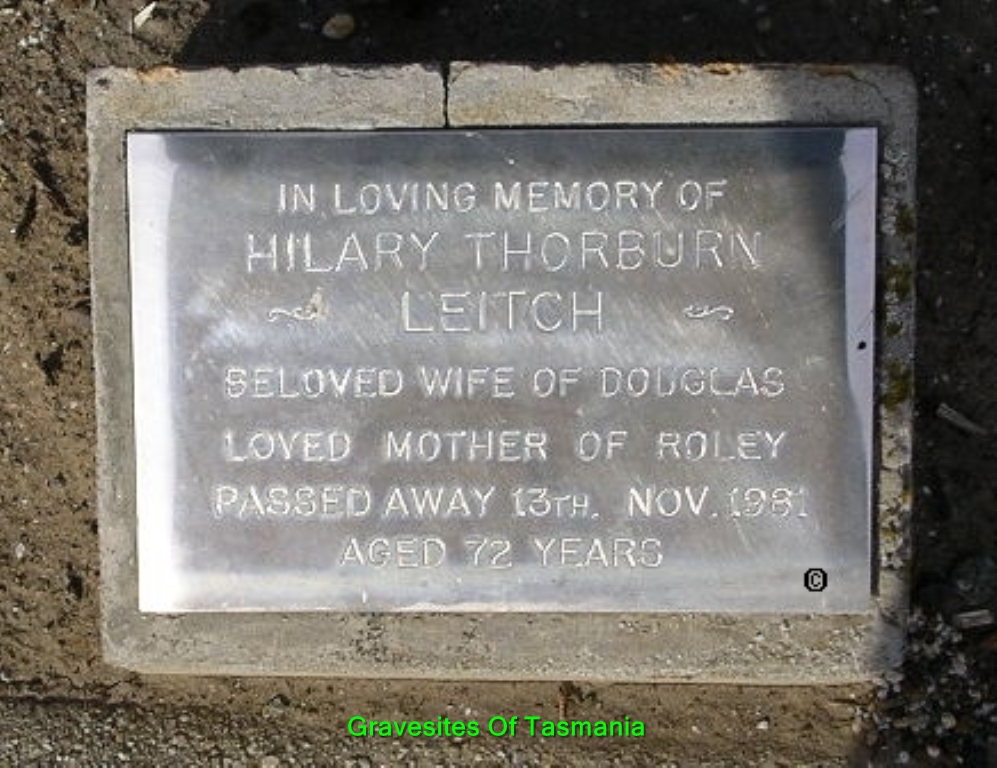 IN LOVING MEMORY OF
HILARY THORBURN
LEITCH
BELOVED WIFE OF DOUGLAS
LOVED MOTHER OF ROLEY
PASSED AWAY 13TH. NOV. 1981
AGED 72 YEARS
©
Gravesites Of Tasmania